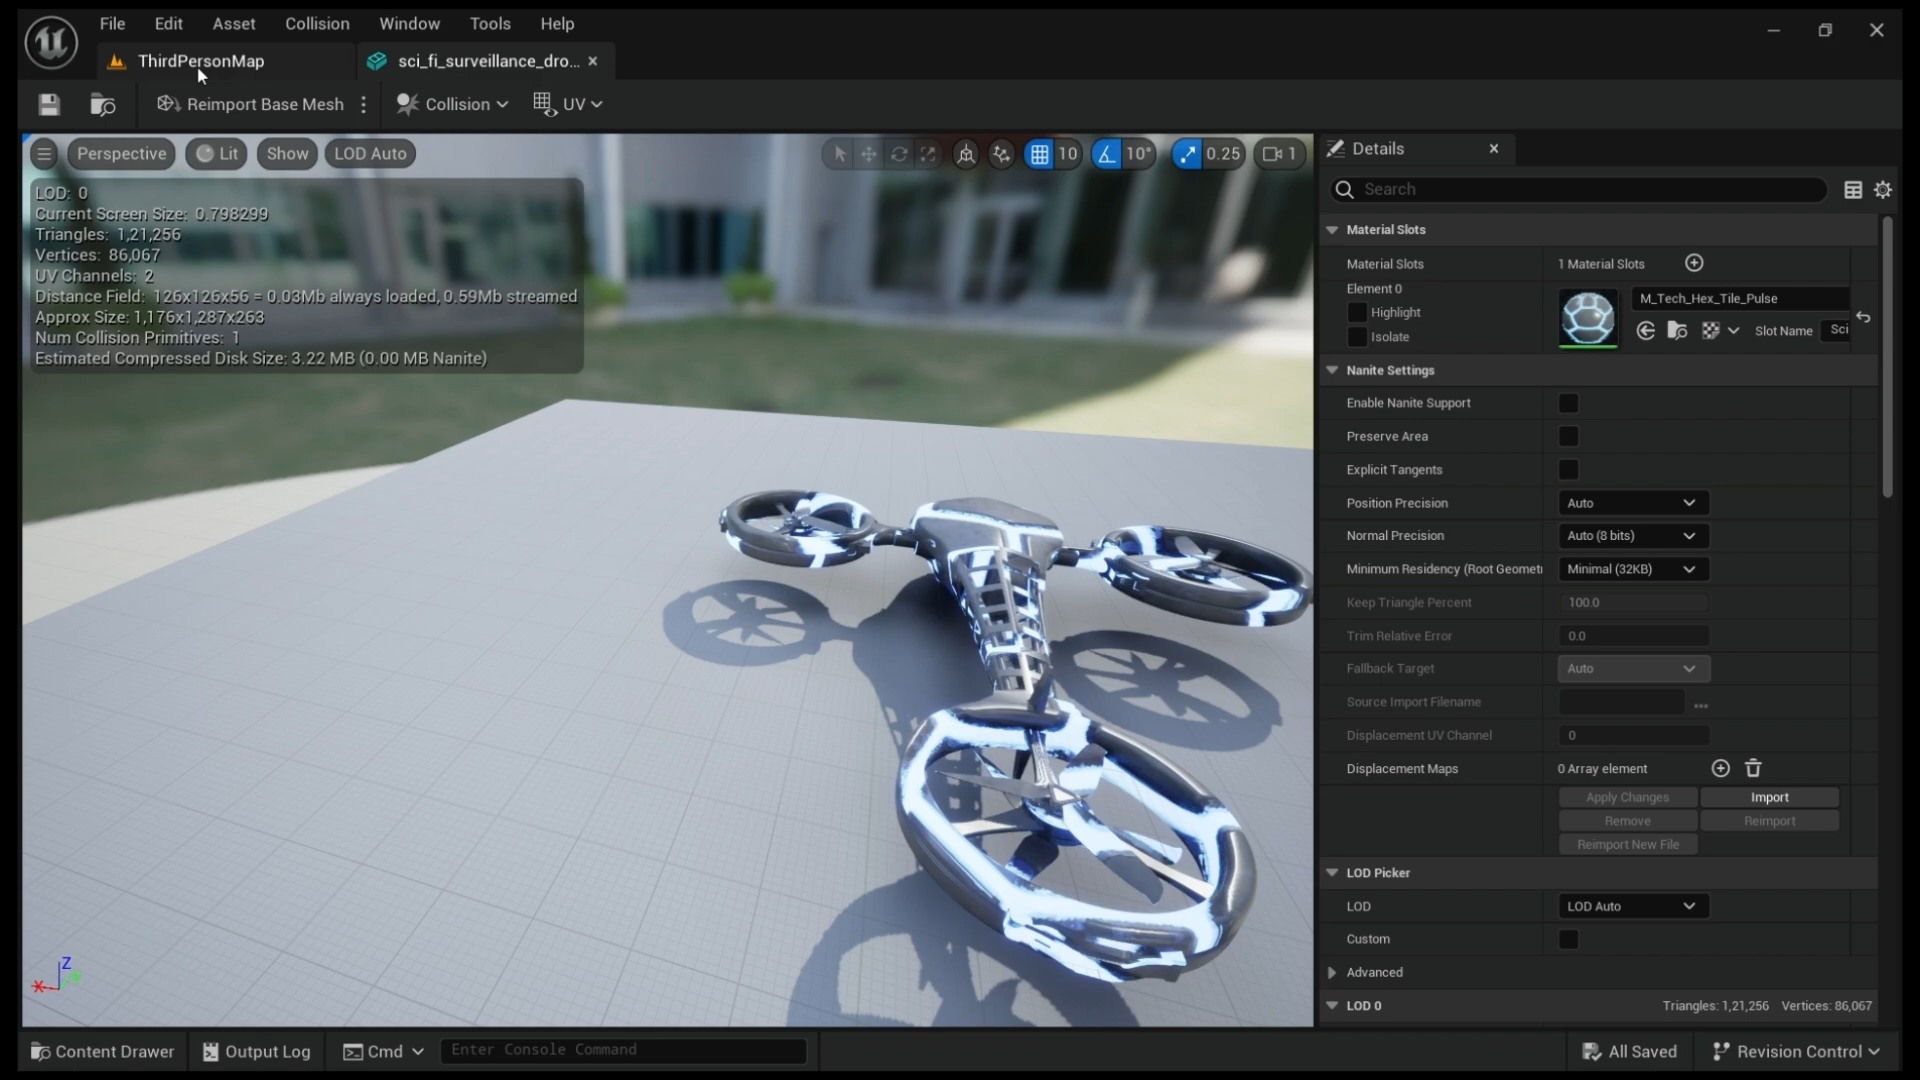 File Edit Asset Collision Window Tools Help
ThirdPersonMap
sci_fi_surveillance_dro...
Reimport Base Mesh
Collision
UV
Perspective
Lit
Show
LOD Auto
10
10°
0.25
1
LOD: 0
Current Screen Size: 0.798299
Triangles: 1,21,256
Vertices: 86,067
UV Channels: 2
Distance Field: 126x126x56 = 0.03Mb always loaded, 0.59Mb streamed
Approx Size: 1,176x1,287x263
Num Collision Primitives: 1
Estimated Compressed Disk Size: 3.22 MB (0.00 MB Nanite)
Z
X
Y
Details
Search
Material Slots
Material Slots 1 Material Slots
Element 0
Highlight
Isolate
M_Tech_Hex_Tile_Pulse
Slot Name Sci
Nanite Settings
Enable Nanite Support
Preserve Area
Explicit Tangents
Position Precision Auto
Normal Precision Auto (8 bits)
Minimum Residency (Root Geometr Minimal (32KB)
Keep Triangle Percent 100.0
Trim Relative Error 0.0
Fallback Target Auto
Source Import Filename
Displacement UV Channel 0
Displacement Maps 0 Array element
Apply Changes Import
Remove Reimport
Reimport New File
LOD Picker
LOD LOD Auto
Custom
Advanced
LOD 0 Triangles: 1,21,256 Vertices: 86,067
Content Drawer
Output Log
Cmd
Enter Console Command
All Saved
Revision Control